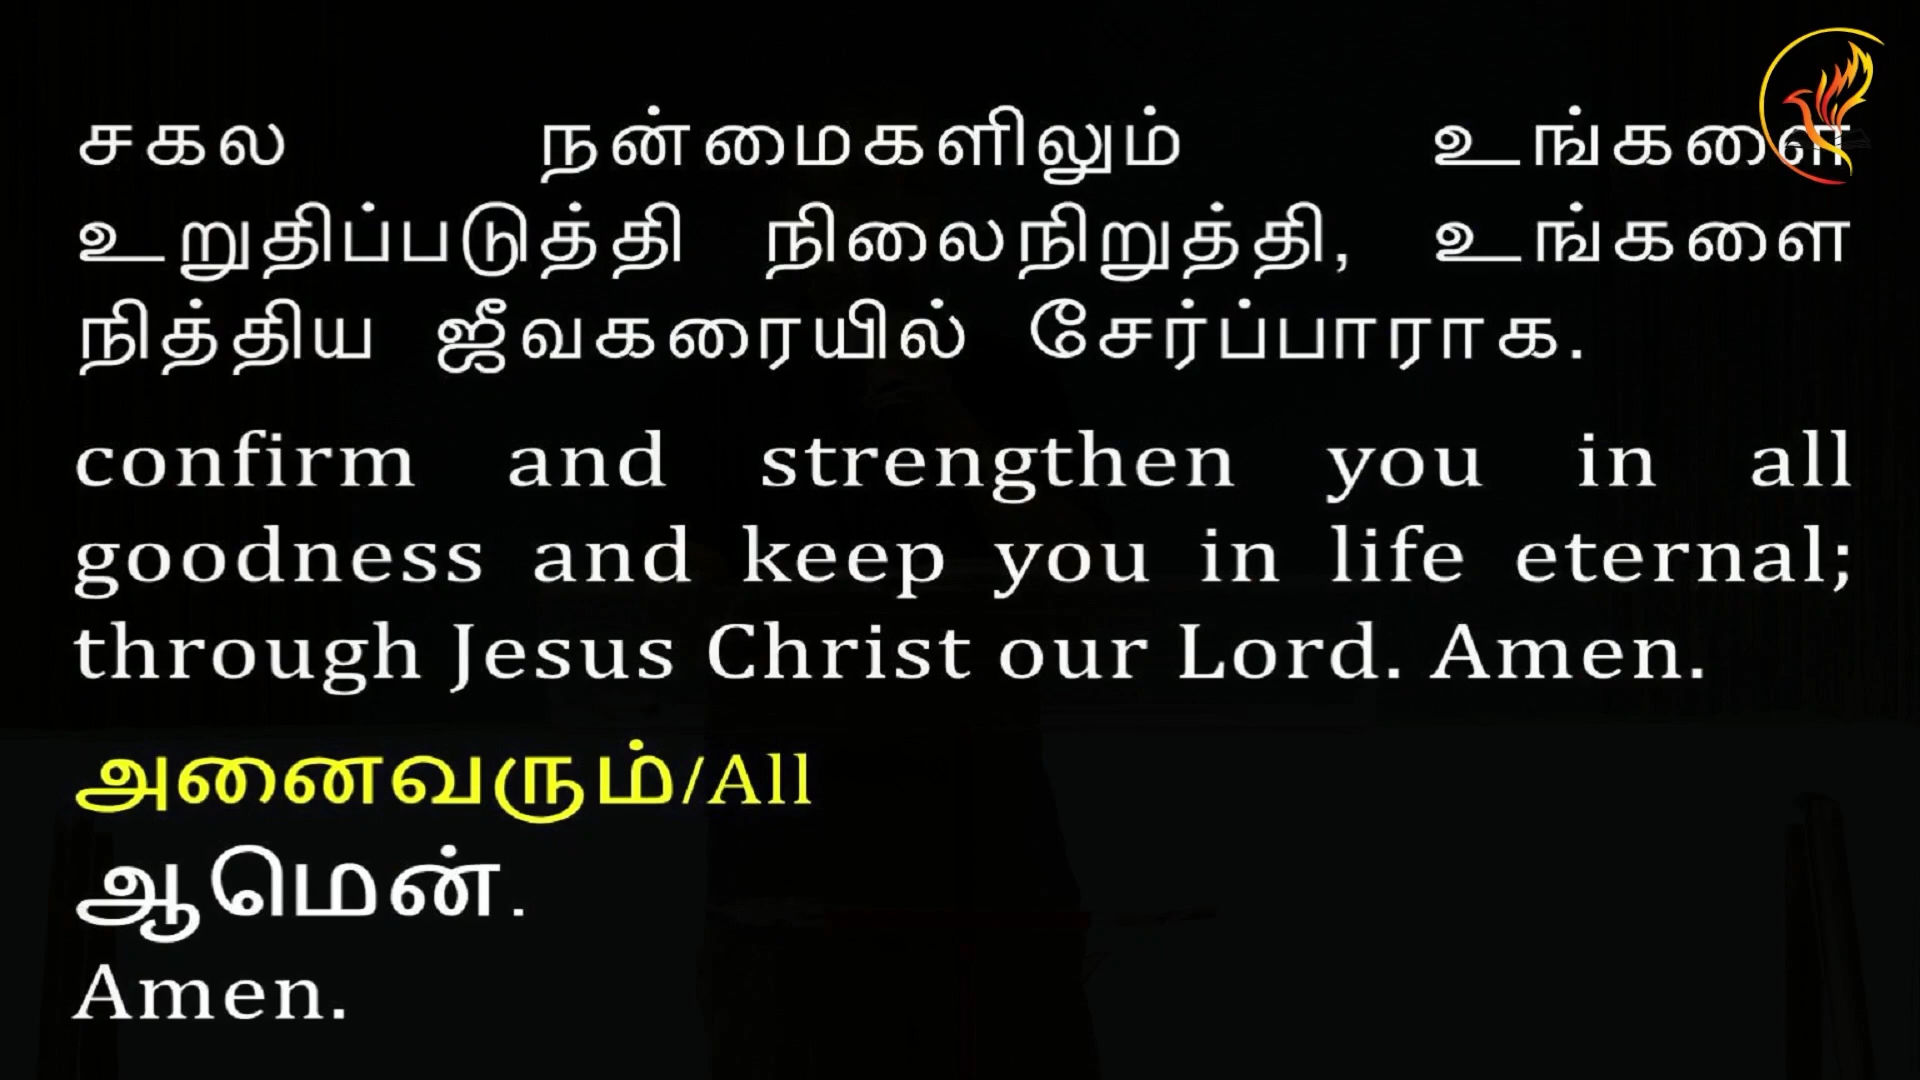 சகல நன்மைகளிலும் உங்களை
உறுதிப்படுத்தி நிலைநிறுத்தி, உங்களை
நித்திய ஜீவகரையில் சேர்ப்பாராக.
confirm and strengthen you in all
goodness and keep you in life eternal;
through Jesus Christ our Lord. Amen.
அனைவரும்/All
ஆமென்.
Amen.